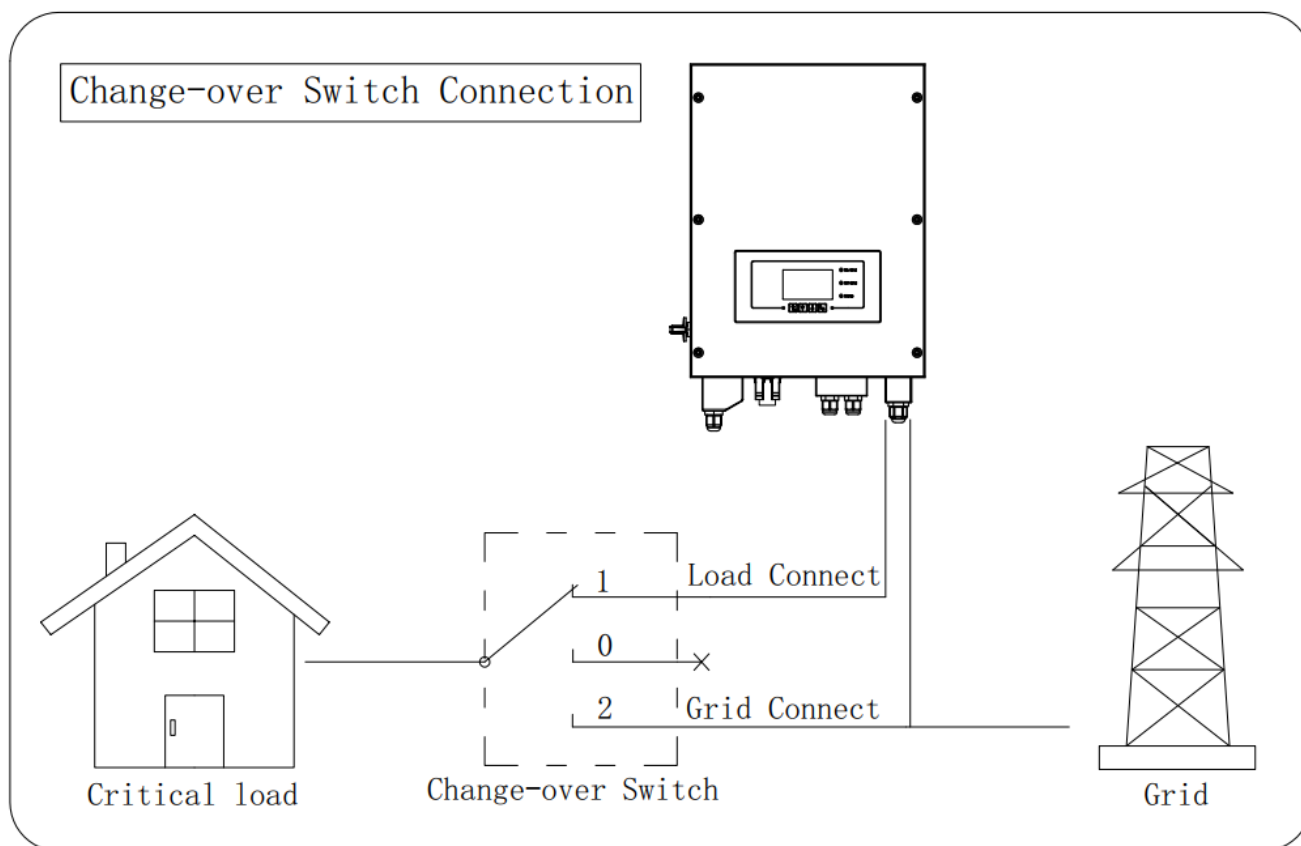 Change-over Switch Connection
1
Load Connect
0
2
Grid Connect
Critical load
Change-over Switch
Grid